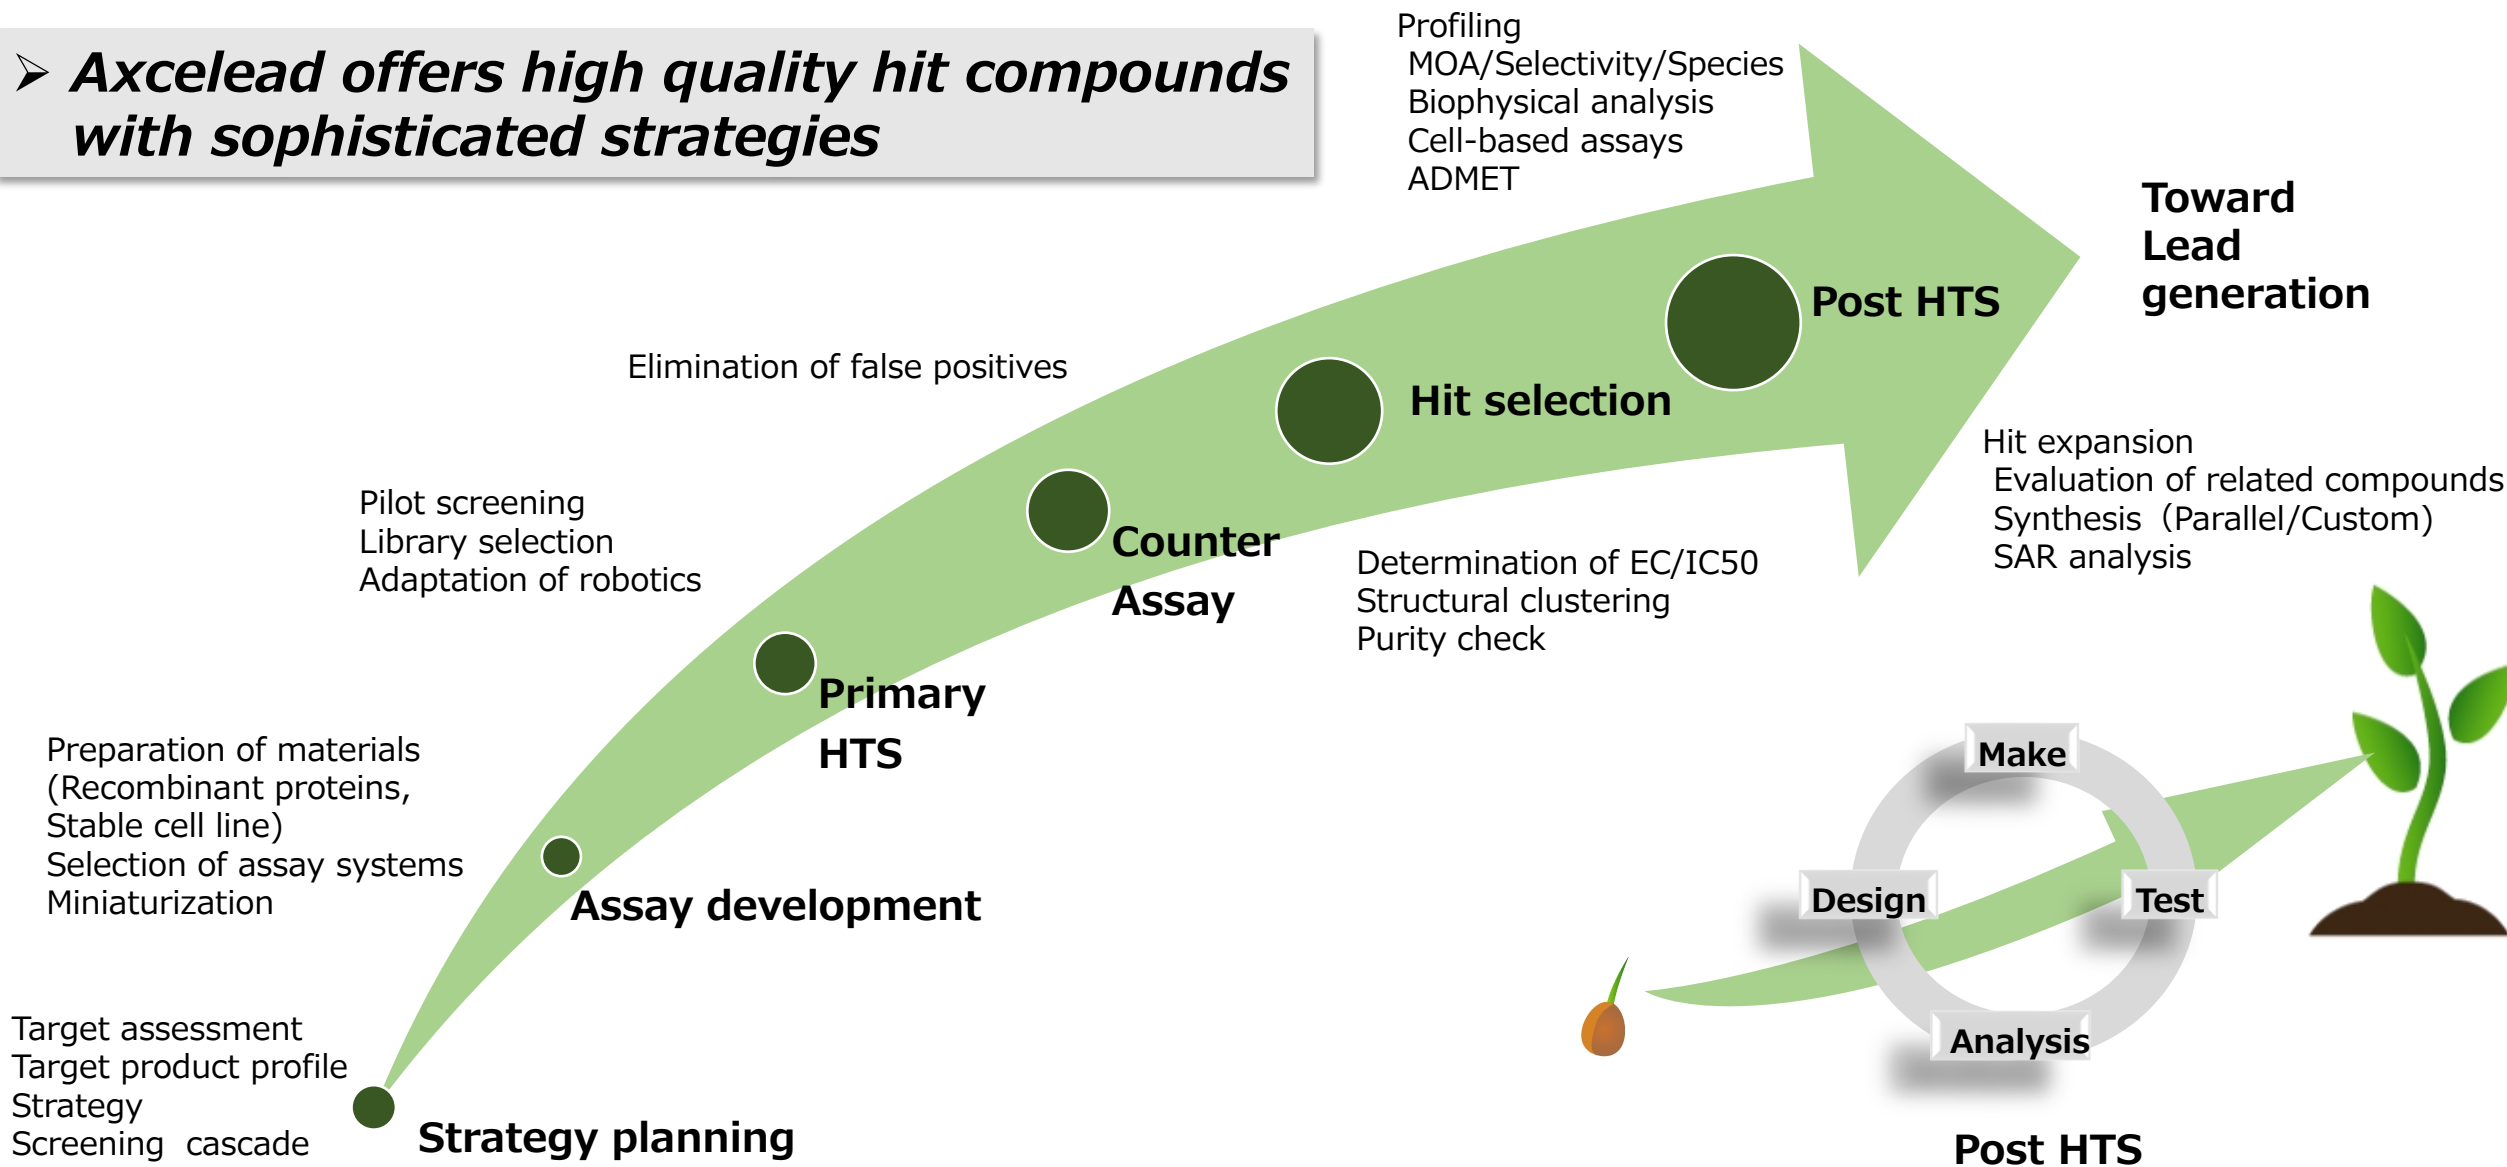 ➢ Axcelead offers high quality hit compounds
with sophisticated strategies
Profiling
MOA/Selectivity/Species
Biophysical analysis
Cell-based assays
ADMET
Toward
Lead
generation
Post HTS
Elimination of false positives
Hit selection
Hit expansion
Evaluation of related compounds
Synthesis（Parallel/Custom)
SAR analysis
Pilot screening
Library selection
Adaptation of robotics
Counter
Assay
Determination of EC/IC50
Structural clustering
Purity check
Primary
HTS
Preparation of materials
(Recombinant proteins,
Stable cell line)
Selection of assay systems
Miniaturization
Assay development
Make
Design
Test
Analysis
Target assessment
Target product profile
Strategy
Screening cascade
Strategy planning
Post HTS